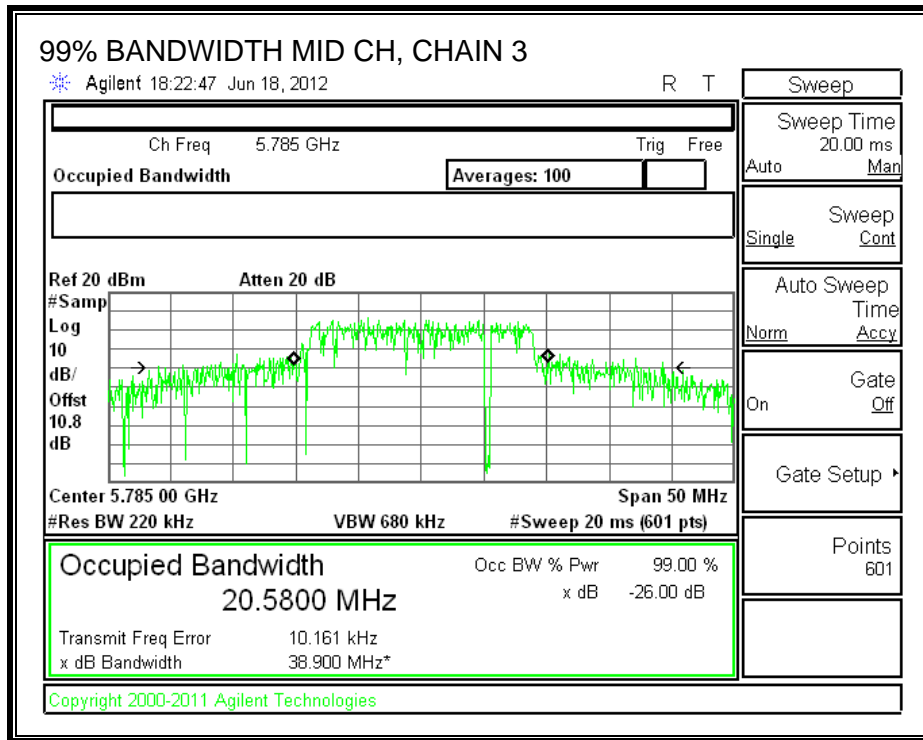 99% BANDWIDTH MID CH, CHAIN 3
Agilent 18:22:47 Jun 18, 2012 R T
Ch Freq 5.785 GHz Trig Free
Occupied Bandwidth Averages: 100
Ref 20 dBm Atten 20 dB
#Samp
Log
10
dB/
Offst
10.8
dB
Center 5.785 00 GHz Span 50 MHz
#Res BW 220 kHz VBW 680 kHz #Sweep 20 ms (601 pts)
Occupied Bandwidth Occ BW % Pwr 99.00 %
20.5800 MHz x dB -26.00 dB
Transmit Freq Error 10.161 kHz
x dB Bandwidth 38.900 MHz*
Copyright 2000-2011 Agilent Technologies
Sweep
Sweep Time
20.00 ms
Auto Man
Sweep
Single Cont
Auto Sweep
Time
Norm Accy
Gate
On Off
Gate Setup
Points
601